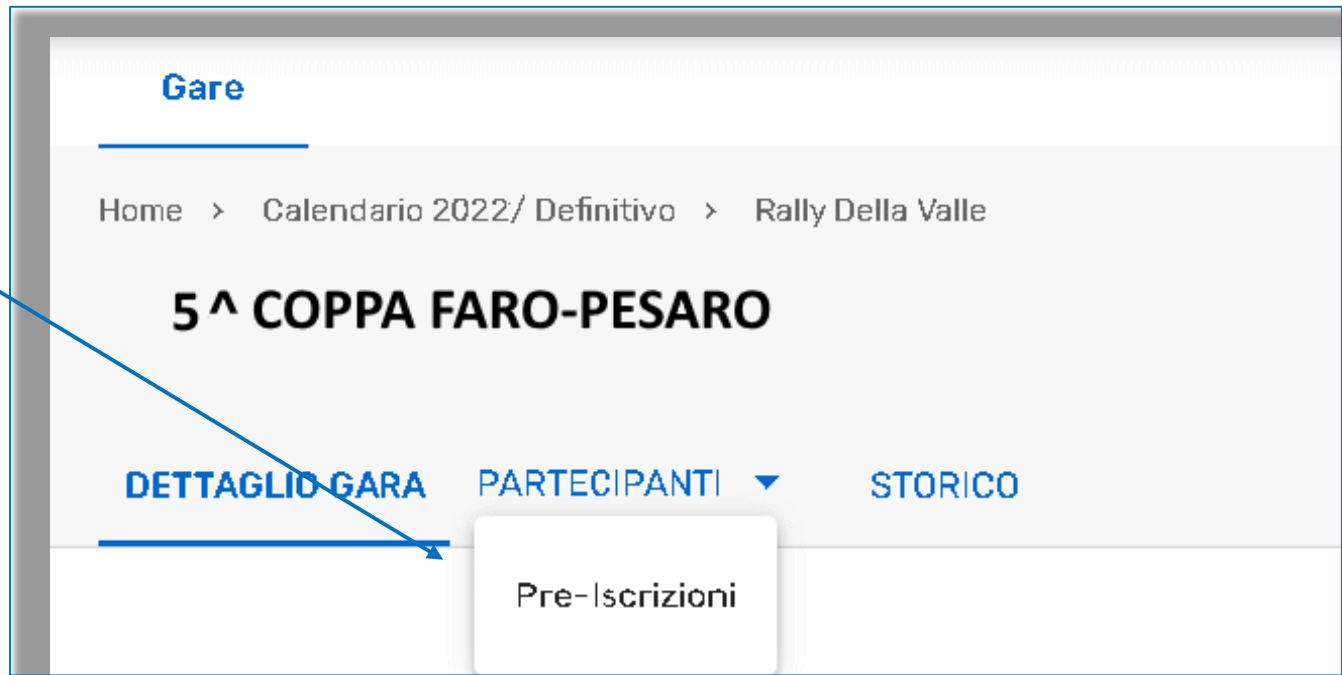 Gare
Home > Calendario 2022/ Definitivo > Rally Della Valle
5^ COPPA FARO-PESARO
DETTAGLIO GARA PARTECIPANTI ▼ STORICO
Pre-Iscrizioni